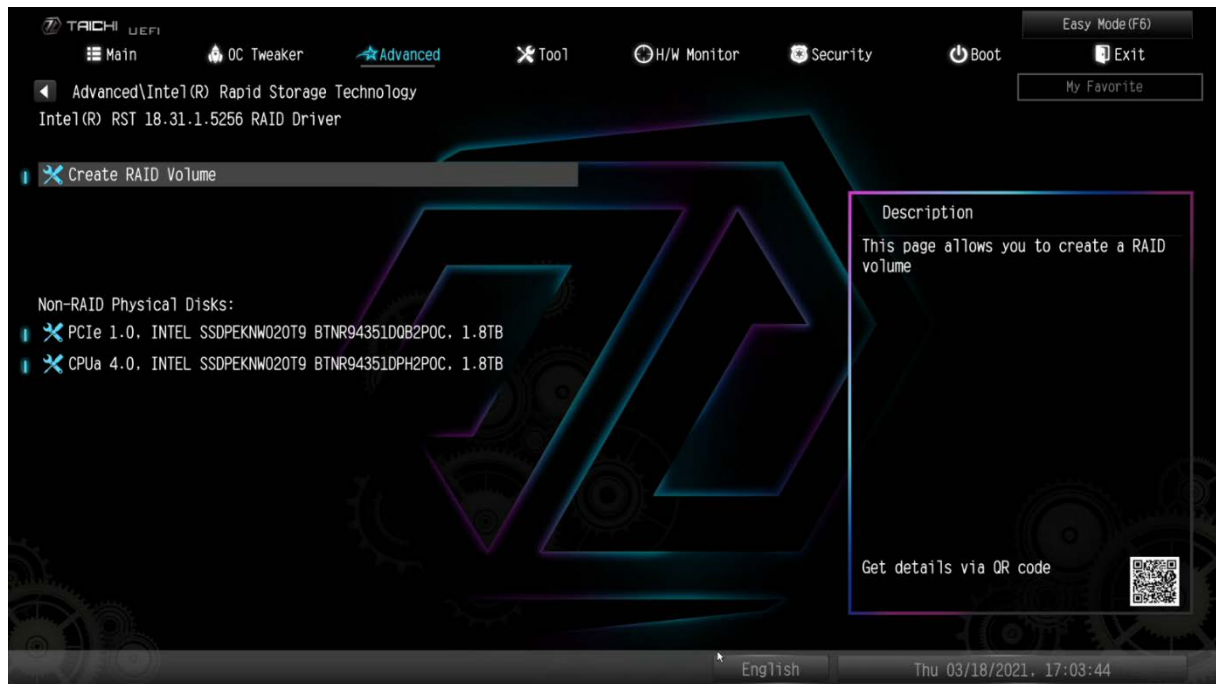 TAICHI UEFI
Easy Mode(F6)
Main OC Tweaker Advanced Tool H/W Monitor Security Boot Exit
Advanced\Intel(R) Rapid Storage Technology
My Favorite
Intel(R) RST 18.31.1.5256 RAID Driver
Create RAID Volume
Description
This page allows you to create a RAID
volume
Non-RAID Physical Disks:
PCIe 1.0, INTEL SSDPEKNW020T9 BTNR94351DQB2P0C, 1.8TB
CPUa 4.0, INTEL SSDPEKNW020T9 BTNR94351DPH2P0C, 1.8TB
Get details via QR code
English
Thu 03/18/2021, 17:03:44